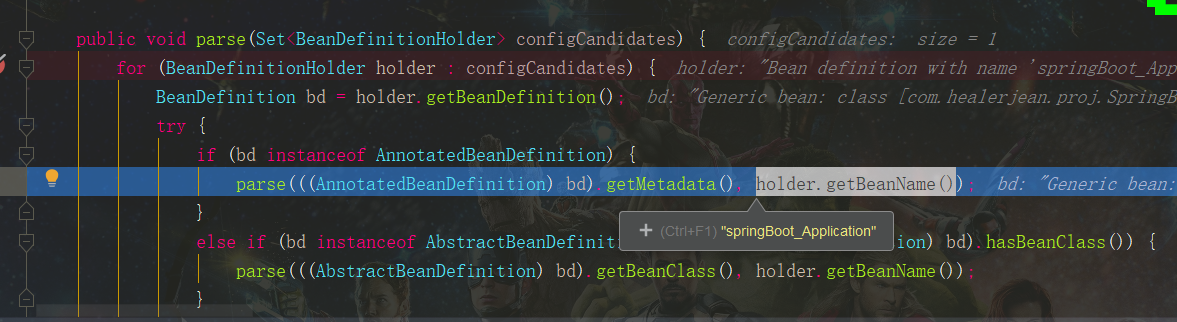 public void parse(Set<BeanDefinitionHolder> configCandidates) { configCandidates: size = 1
for (BeanDefinitionHolder holder : configCandidates) { holder: "Bean definition with name 'springBoot_App
BeanDefinition bd = holder.getBeanDefinition(); bd: "Generic bean: class [com.healerjean.proj.SpringB
try {
if (bd instanceof AnnotatedBeanDefinition) {
parse(((AnnotatedBeanDefinition) bd).getMetadata(), holder.getBeanName()); bd: "Generic bean:
}
+ (Ctrl+F1) "springBoot_Application"
else if (bd instanceof AbstractBeanDefinit ion) bd).hasBeanClass()) {
parse(((AbstractBeanDefinition) bd).getBeanClass(), holder.getBeanName());
}